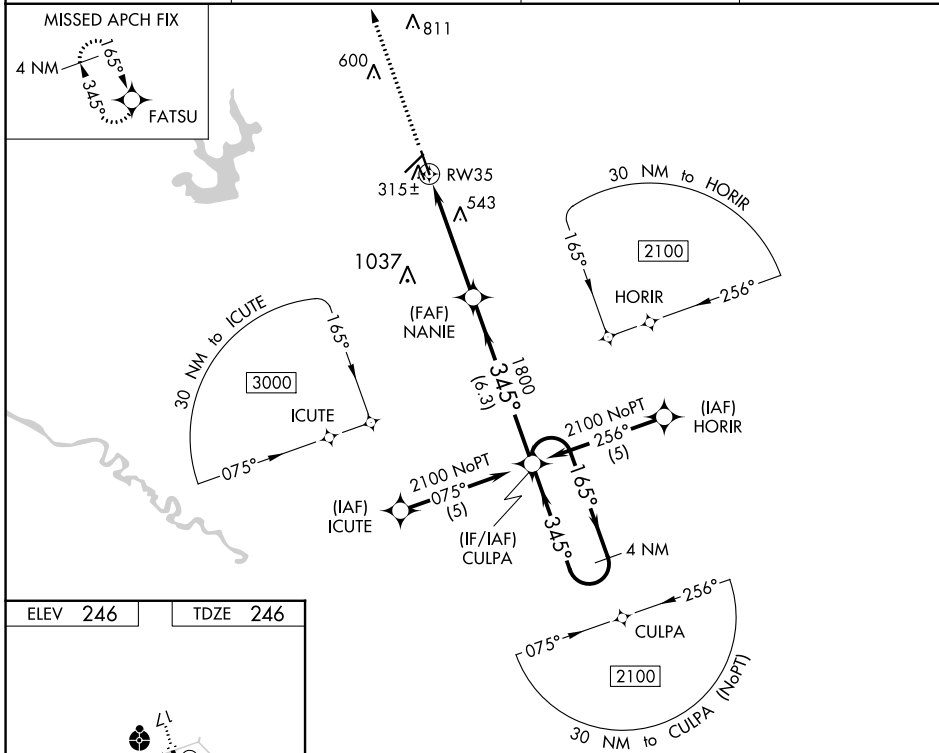 MISSED APCH FIX
4 NM
165°
345°
FATSU
811
600
RW35
315±
543
1037
(FAF)
NANIE
30 NM to HORIR
165°
2100
HORIR
256°
30 NM to ICUTE
165°
3000
ICUTE
075°
1800
345°
(6.3)
2100 NoPT
256°
(5)
(IAF)
HORIR
2100 NoPT
075°
(5)
(IAF)
ICUTE
(IF/IAF)
CULPA
165°
345°
4 NM
256°
075°
CULPA
2100
30 NM to CULPA (NoPT)
ELEV 246
TDZE 246
17